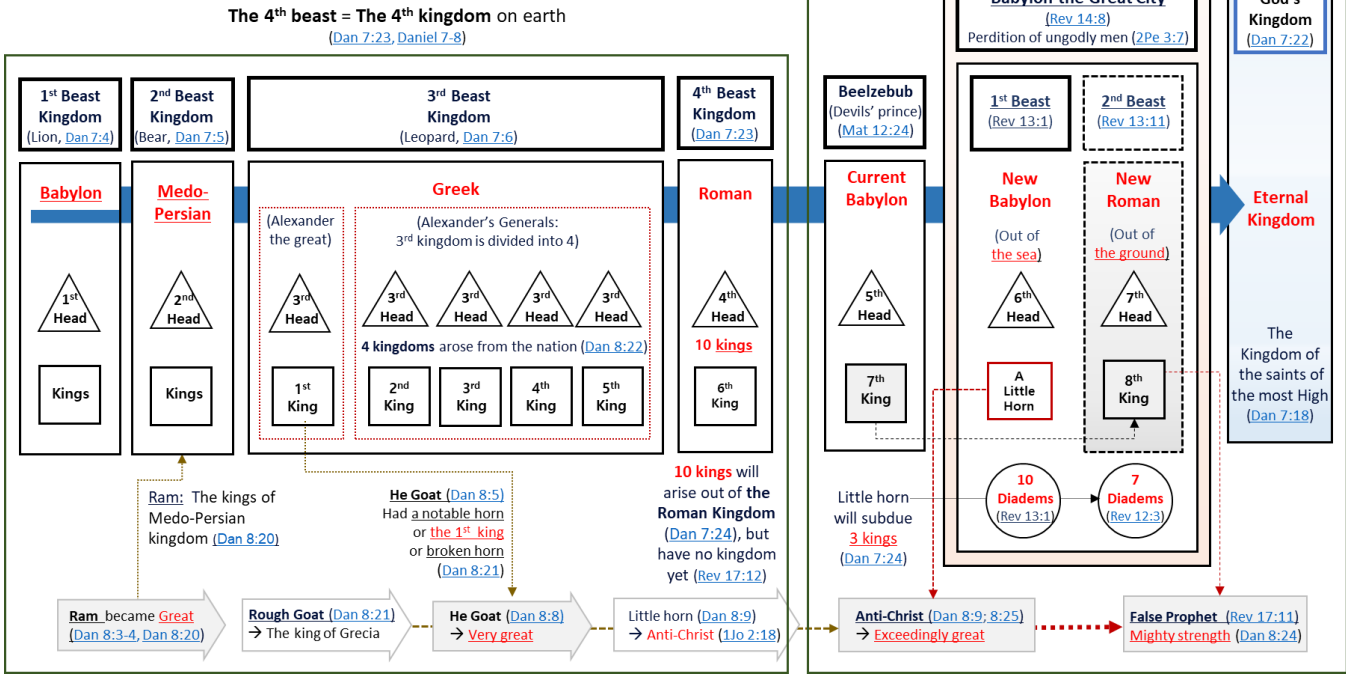 The 4th beast = The 4th kingdom on earth
(Dan 7:23, Daniel 7-8)
Babylon the Great City
(Rev 14:8)
Perdition of ungodly men (2Pe 3:7)
God's
Kingdom
(Dan 7:22)
1st Beast
Kingdom
(Lion, Dan 7:4)
2nd Beast
Kingdom
(Bear, Dan 7:5)
3rd Beast
Kingdom
(Leopard, Dan 7:6)
4th Beast
Kingdom
(Dan 7:23)
Beelzebub
(Devils' prince)
(Mat 12:24)
1st Beast
(Rev 13:1)
2nd Beast
(Rev 13:11)
Babylon
Medo-
Persian
Greek
(Alexander
the great)
(Alexander's Generals:
3rd kingdom is divided into 4)
Roman
Current
Babylon
New
Babylon
(Out of
the sea)
New
Roman
(Out of
the ground)
Eternal
Kingdom
1st
Head
2nd
Head
3rd
Head
3rd
Head
3rd
Head
3rd
Head
3rd
Head
4th
Head
5th
Head
6th
Head
7th
Head
4 kingdoms arose from the nation (Dan 8:22)
10 kings
Kings
Kings
1st
King
2nd
King
3rd
King
4th
King
5th
King
6th
King
7th
King
A
Little
Horn
8th
King
The
Kingdom of
the saints of
the most High
(Dan 7:18)
Ram: The kings of
Medo-Persian
kingdom (Dan 8:20)
He Goat (Dan 8:5)
Had a notable horn
or the 1st king
or broken horn
(Dan 8:21)
10 kings will
arise out of the
Roman Kingdom
(Dan 7:24), but
have no kingdom
yet (Rev 17:12)
Little horn
will subdue
3 kings
(Dan 7:24)
10
Diadems
(Rev 13:1)
7
Diadems
(Rev 12:3)
Ram became Great
(Dan 8:3-4, Dan 8:20)
Rough Goat (Dan 8:21)
→ The king of Grecia
He Goat (Dan 8:8)
→ Very great
Little horn (Dan 8:9)
→ Anti-Christ (1Jo 2:18)
Anti-Christ (Dan 8:9; 8:25)
→ Exceedingly great
False Prophet (Rev 17:11)
Mighty strength (Dan 8:24)